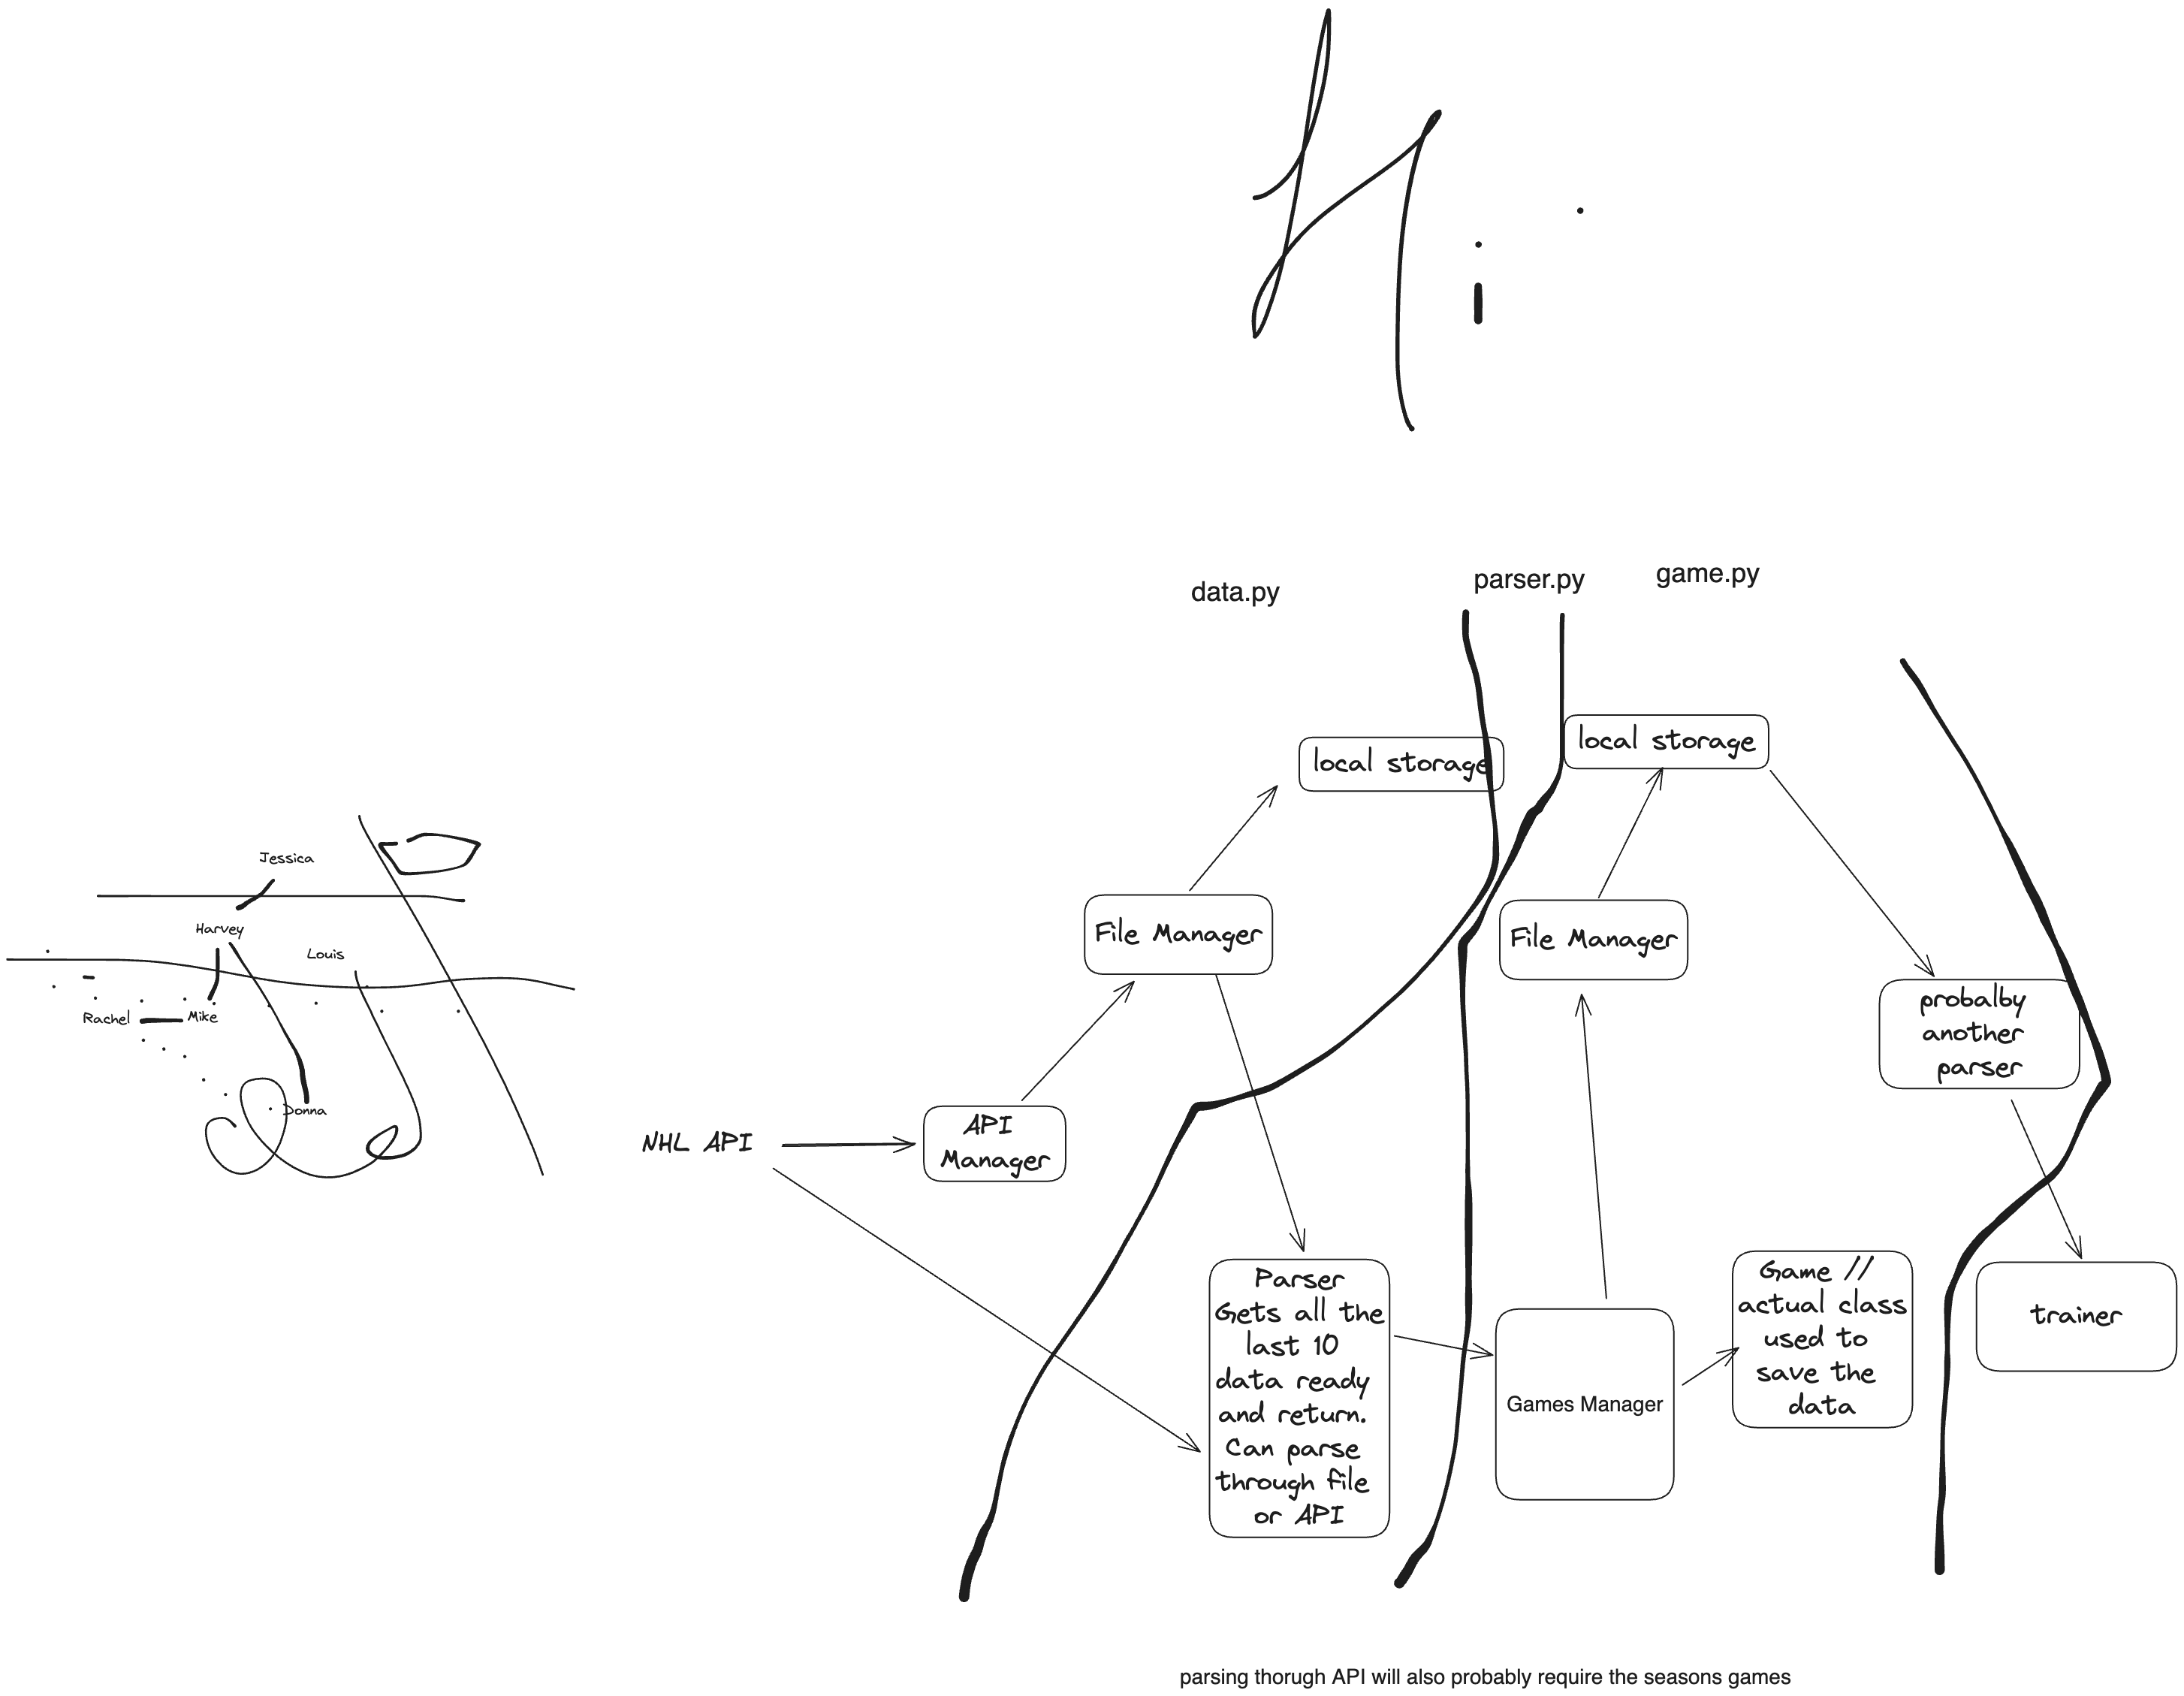 Hi
data.py
parser.py
game.py
local storage
local storage
Jessica
Harvey
Louis
File Manager
File Manager
Rachel
Mike
Donna
probalby
another
parser
NHL API
API
Manager
Parser
Gets all the
last 10
data ready
and return.
Can parse
through file
or API
Games Manager
Game //
actual class
used to
save the
data
trainer
parsing thorugh API will also probably require the seasons games